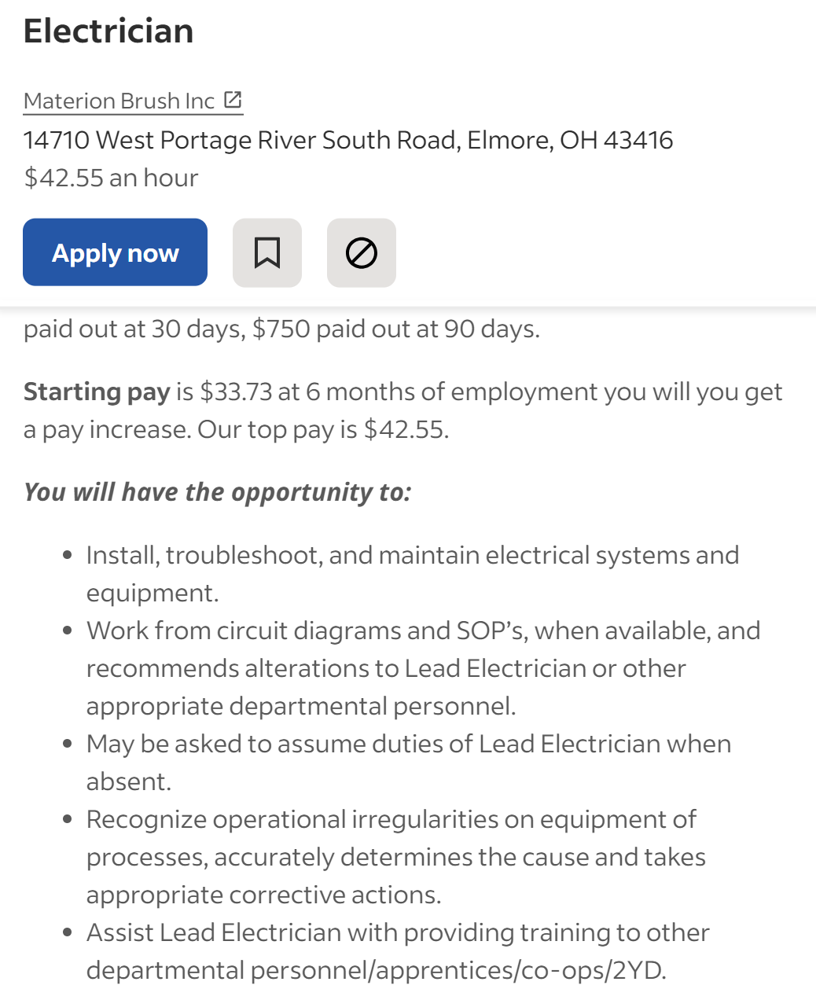 Electrician
Materion Brush Inc
14710 West Portage River South Road, Elmore, OH 43416
$42.55 an hour
Apply now
paid out at 30 days, $750 paid out at 90 days.
Starting pay is $33.73 at 6 months of employment you will you get
a pay increase. Our top pay is $42.55.
You will have the opportunity to:
• Install, troubleshoot, and maintain electrical systems and
equipment.
• Work from circuit diagrams and SOP’s, when available, and
recommends alterations to Lead Electrician or other
appropriate departmental personnel.
• May be asked to assume duties of Lead Electrician when
absent.
• Recognize operational irregularities on equipment of
processes, accurately determines the cause and takes
appropriate corrective actions.
• Assist Lead Electrician with providing training to other
departmental personnel/apprentices/co-ops/2YD.